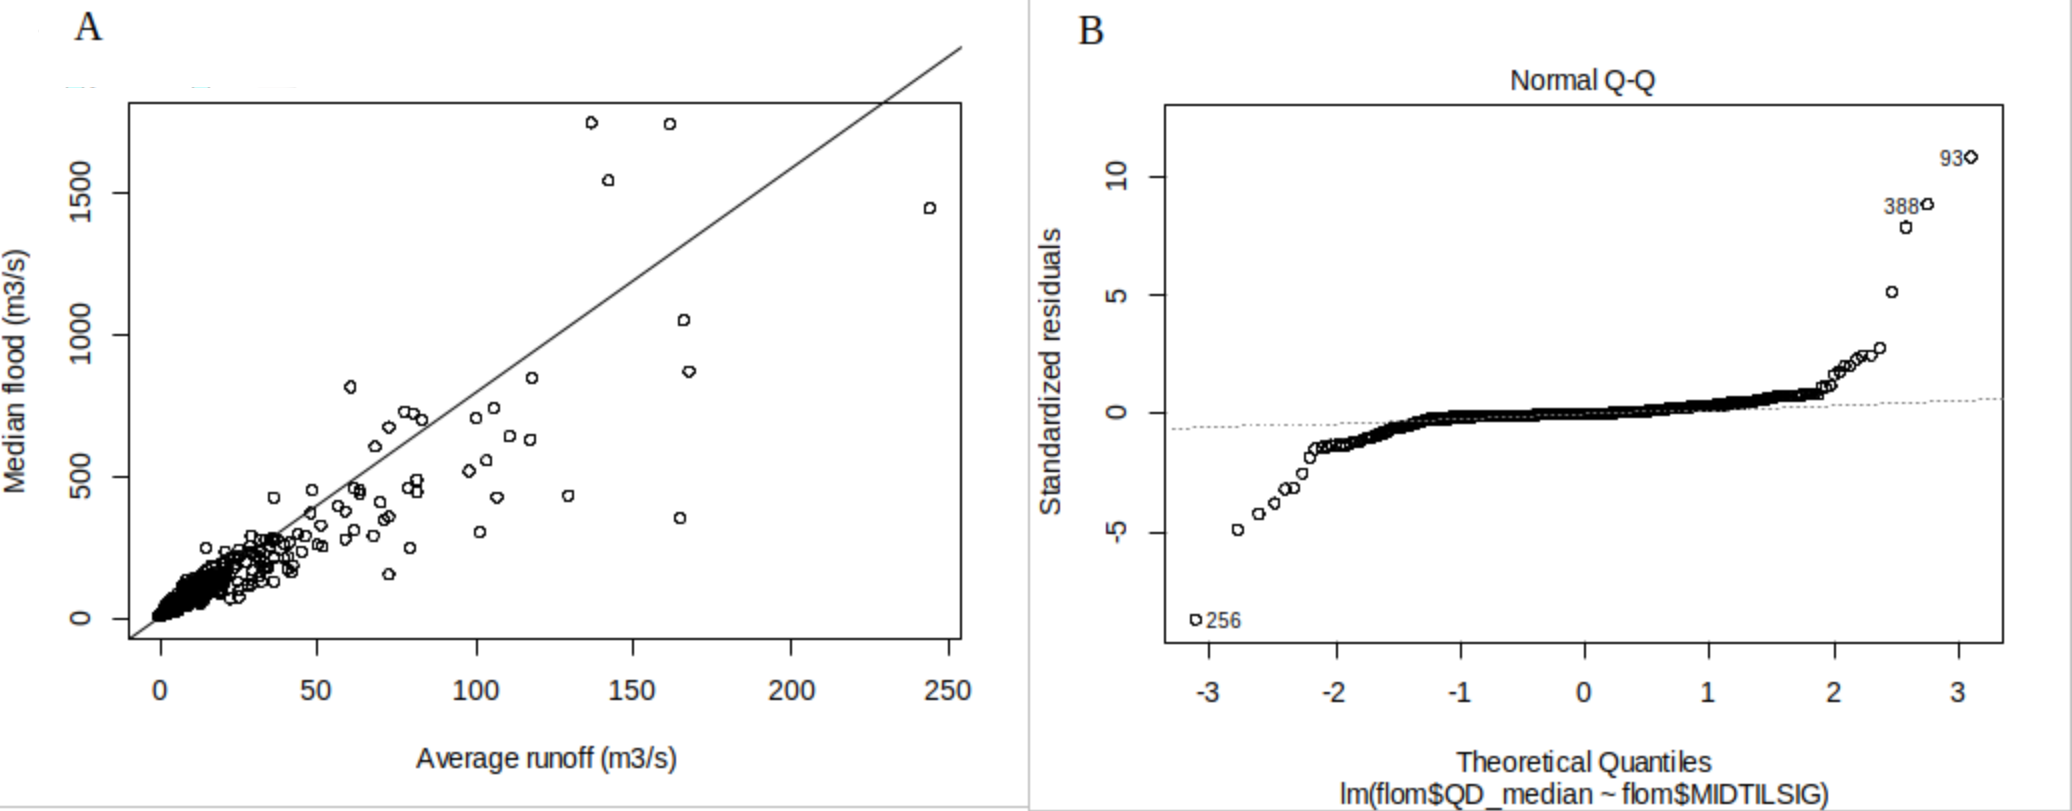 A
Median flood (m3/s)
1500
1000
500
0
0 50 100 150 200 250
Average runoff (m3/s)
B
Normal Q-Q
Standardized residuals
10
5
0
-5
93
388
256
-3 -2 -1 0 1 2 3
Theoretical Quantiles
lm(flom$QD_median ~ flom$MIDTILSIG)